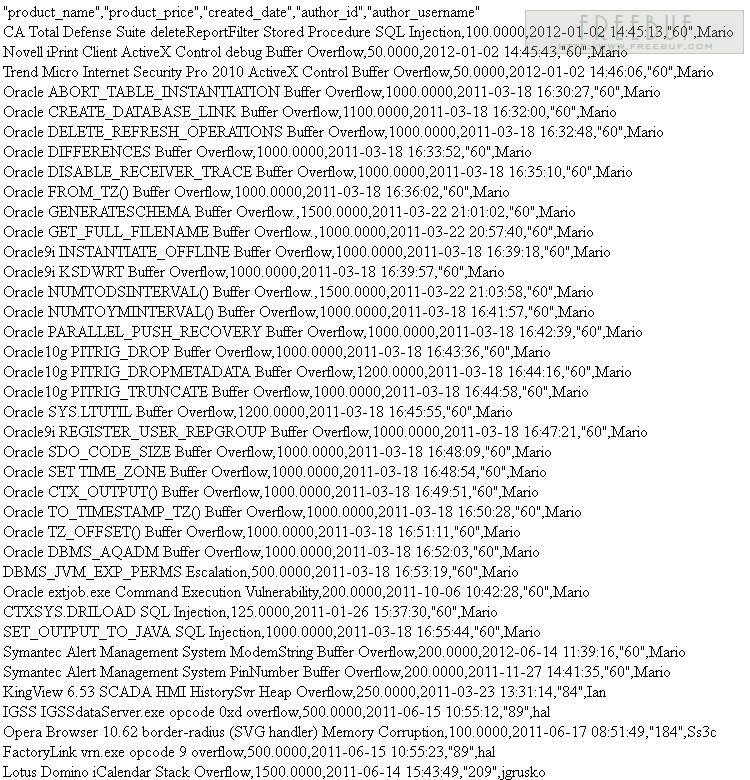 "product_name","product_price","created_date","author_id","author_username"
CA Total Defense Suite deleteReportFilter Stored Procedure SQL Injection,100.0000,2012-01-02 14:45:13,"60",Mario
Novell iPrint Client ActiveX Control debug Buffer Overflow,50.0000,2012-01-02 14:45:43,"60",Mario
Trend Micro Internet Security Pro 2010 ActiveX Control Buffer Overflow,50.0000,2012-01-02 14:46:06,"60",Mario
Oracle ABORT_TABLE_INSTANTIATION Buffer Overflow,1000.0000,2011-03-18 16:30:27,"60",Mario
Oracle CREATE_DATABASE_LINK Buffer Overflow,1100.0000,2011-03-18 16:32:00,"60",Mario
Oracle DELETE_REFRESH_OPERATIONS Buffer Overflow,1000.0000,2011-03-18 16:32:48,"60",Mario
Oracle DIFFERENCES Buffer Overflow,1000.0000,2011-03-18 16:33:52,"60",Mario
Oracle DISABLE_RECEIVER_TRACE Buffer Overflow,1000.0000,2011-03-18 16:35:10,"60",Mario
Oracle FROM_TZ() Buffer Overflow,1000.0000,2011-03-18 16:36:02,"60",Mario
Oracle GENERATESCHEMA Buffer Overflow.,1500.0000,2011-03-22 21:01:02,"60",Mario
Oracle GET_FULL_FILENAME Buffer Overflow.,1000.0000,2011-03-22 20:57:40,"60",Mario
Oracle9i INSTANTIATE_OFFLINE Buffer Overflow,1000.0000,2011-03-18 16:39:18,"60",Mario
Oracle9i KSDWRT Buffer Overflow,1000.0000,2011-03-18 16:39:57,"60",Mario
Oracle NUMTODSINTERVAL() Buffer Overflow.,1500.0000,2011-03-22 21:03:58,"60",Mario
Oracle NUMTOYMINTERVAL() Buffer Overflow,1000.0000,2011-03-18 16:41:57,"60",Mario
Oracle PARALLEL_PUSH_RECOVERY Buffer Overflow,1000.0000,2011-03-18 16:42:39,"60",Mario
Oracle10g PITRIG_DROP Buffer Overflow,1000.0000,2011-03-18 16:43:36,"60",Mario
Oracle10g PITRIG_DROPMETADATA Buffer Overflow,1200.0000,2011-03-18 16:44:16,"60",Mario
Oracle10g PITRIG_TRUNCATE Buffer Overflow,1000.0000,2011-03-18 16:44:58,"60",Mario
Oracle SYS.LTUTIL Buffer Overflow,1200.0000,2011-03-18 16:45:55,"60",Mario
Oracle9i REGISTER_USER_REPGROUP Buffer Overflow,1000.0000,2011-03-18 16:47:21,"60",Mario
Oracle SDO_CODE_SIZE Buffer Overflow,1000.0000,2011-03-18 16:48:09,"60",Mario
Oracle SET TIME_ZONE Buffer Overflow,1000.0000,2011-03-18 16:48:54,"60",Mario
Oracle CTX_OUTPUT() Buffer Overflow,1000.0000,2011-03-18 16:49:51,"60",Mario
Oracle TO_TIMESTAMP_TZ() Buffer Overflow,1000.0000,2011-03-18 16:50:28,"60",Mario
Oracle TZ_OFFSET() Buffer Overflow,1000.0000,2011-03-18 16:51:11,"60",Mario
Oracle DBMS_AQADM Buffer Overflow,1000.0000,2011-03-18 16:52:03,"60",Mario
DBMS_JVM_EXP_PERMS Escalation,500.0000,2011-03-18 16:53:19,"60",Mario
Oracle extjob.exe Command Execution Vulnerability,200.0000,2011-10-06 10:42:28,"60",Mario
CTXSYS.DRILOAD SQL Injection,125.0000,2011-01-26 15:37:30,"60",Mario
SET_OUTPUT_TO_JAVA SQL Injection,1000.0000,2011-03-18 16:55:44,"60",Mario
Symantec Alert Management System ModemString Buffer Overflow,200.0000,2012-06-14 11:39:16,"60",Mario
Symantec Alert Management System PinNumber Buffer Overflow,200.0000,2011-11-27 14:41:35,"60",Mario
KingView 6.53 SCADA HMI HistorySvr Heap Overflow,250.0000,2011-03-23 13:31:14,"84",Ian
IGSS IGSSdataServer.exe opcode 0xd overflow,500.0000,2011-06-15 10:55:12,"89",hal
Opera Browser 10.62 border-radius (SVG handler) Memory Corruption,100.0000,2011-06-17 08:51:49,"184",Ss3c
FactoryLink vrn.exe opcode 9 overflow,500.0000,2011-06-15 10:55:23,"89",hal
Lotus Domino iCalendar Stack Overflow,1500.0000,2011-06-14 15:43:49,"209",jgrusko
FREEBUF
WWW.FREEBUF.COM